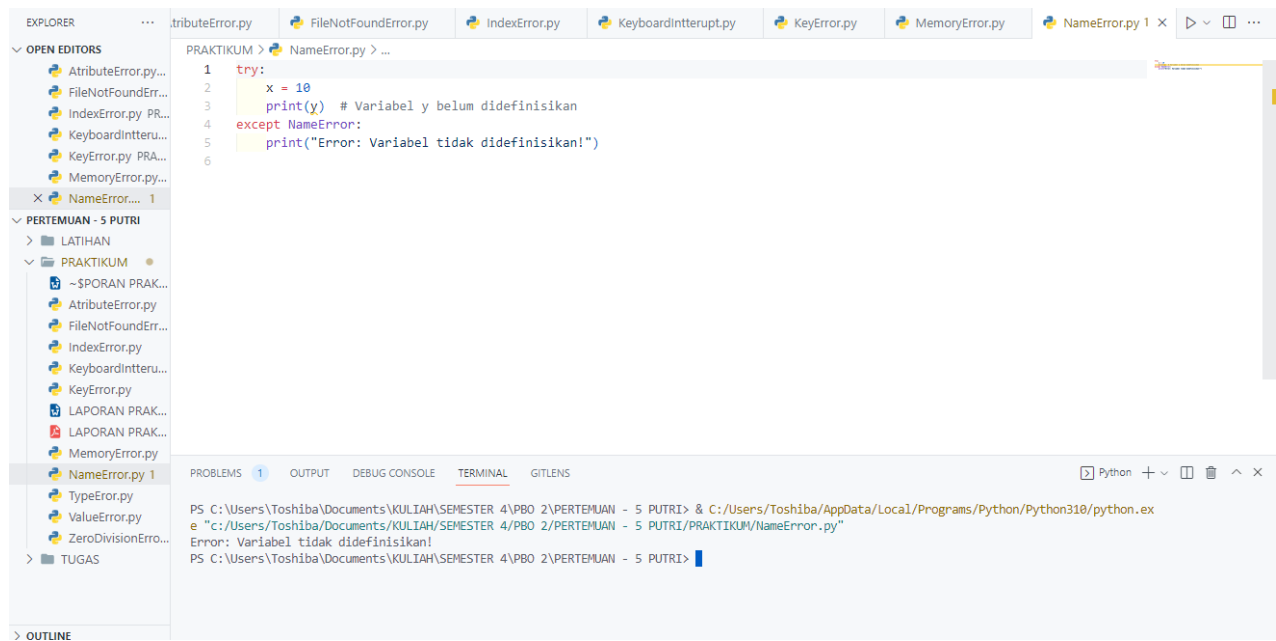 EXPLORER ···
OPEN EDITORS
AtributeError.py...
FileNotFoundErr...
IndexError.py PR...
KeyboardIntteru...
KeyError.py PRA...
MemoryError.py...
NameError.... 1
PERTEMUAN - 5 PUTRI
LATIHAN
PRAKTIKUM
~$PORAN PRAK...
AtributeError.py
FileNotFoundErr...
IndexError.py
KeyboardIntteru...
KeyError.py
LAPORAN PRAK...
LAPORAN PRAK...
MemoryError.py
NameError.py 1
TypeEror.py
ValueError.py
ZeroDivisionErro...
TUGAS
OUTLINE
.tributeError.py FileNotFoundError.py IndexError.py KeyboardIntterupt.py KeyError.py MemoryError.py NameError.py 1 ···
PRAKTIKUM > NameError.py > ...
1 try:
2     x = 10
3     print(y)  # Variabel y belum didefinisikan
4 except NameError:
5     print("Error: Variabel tidak didefinisikan!")
6
PROBLEMS 1 OUTPUT DEBUG CONSOLE TERMINAL GITLENS Python
PS C:\Users\Toshiba\Documents\KULIAH\SEMESTER 4\PBO 2\PERTEMUAN - 5 PUTRI> & C:/Users/Toshiba/AppData/Local/Programs/Python/Python310/python.ex
e "c:/Users/Toshiba/Documents/KULIAH/SEMESTER 4/PBO 2/PERTEMUAN - 5 PUTRI/PRAKTIKUM/NameError.py"
Error: Variabel tidak didefinisikan!
PS C:\Users\Toshiba\Documents\KULIAH\SEMESTER 4\PBO 2\PERTEMUAN - 5 PUTRI>